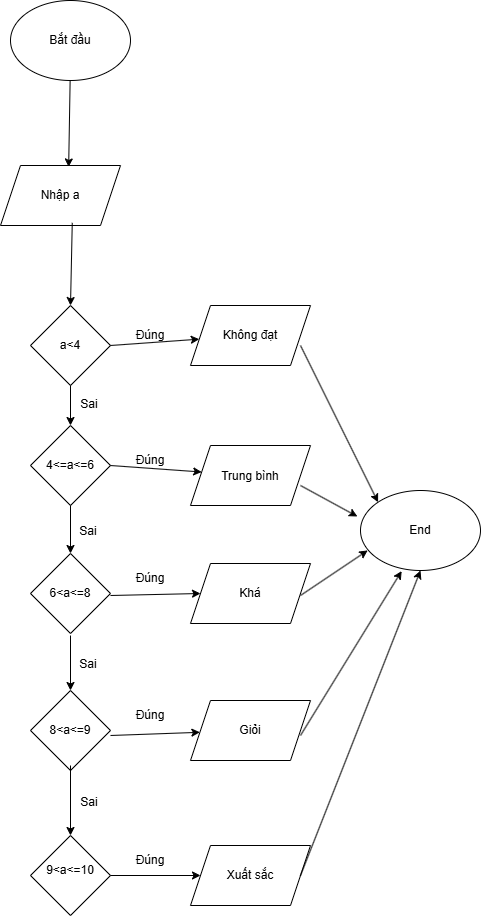 Bắt đầu
Nhập a
a<4
Đúng
Không đạt
Sai
4<=a<=6
Đúng
Trung bình
End
Sai
6<a<=8
Đúng
Khá
Sai
8<a<=9
Đúng
Giỏi
Sai
9<a<=10
Đúng
Xuất sắc